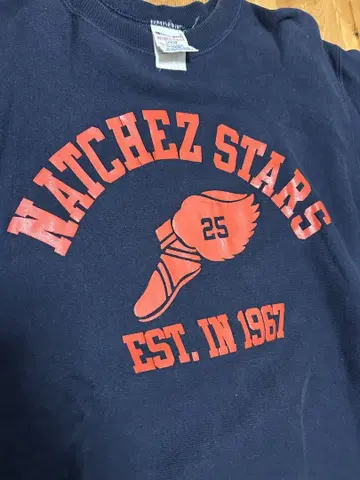 NATCHEZ STARS
25
EST. IN 1967